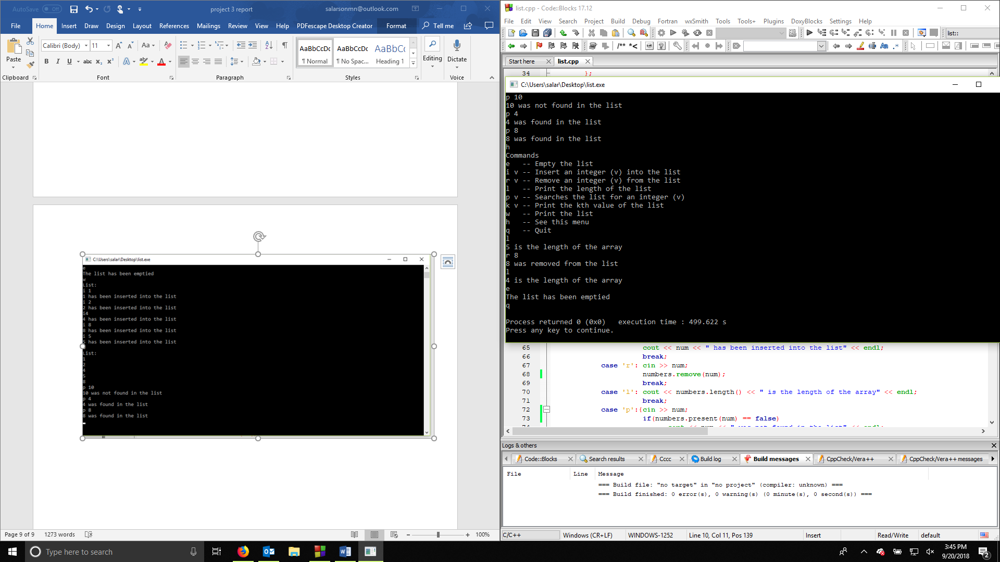 AutoSave Off project 3 report salarsonmn@outlook.com
File Home Insert Draw Design Layout References Mailings Review View Help PDFescape Desktop Creator Format Tell me
Calibri (Body) 11 Aa
Paste
B I U abc X₂ X² A A
AaBbCcDc AaBbCcDc AaBbCc
¶ Normal ¶ No Spac... Heading 1
Editing Dictate
Clipboard Font Paragraph Styles Voice
C:\Users\salar\Desktop\list.exe
e
The list has been emptied
w
List:
i 1
1 has been inserted into the list
i 2
2 has been inserted into the list
i4
4 has been inserted into the list
i 8
8 has been inserted into the list
i 5
5 has been inserted into the list
List:
1
2
4
5
8
p 10
10 was not found in the list
p 4
4 was found in the list
p 8
8 was found in the list
Page 9 of 9 1273 words 100%
list.cpp - Code::Blocks 17.12
File Edit View Search Project Build Debug Fortran wxSmith Tools Tools+ Plugins DoxyBlocks Settings Help
list::
/** *<
Start here list.cpp
34 };
C:\Users\salar\Desktop\list.exe
p 10
10 was not found in the list
p 4
4 was found in the list
p 8
8 was found in the list
h
Commands
e -- Empty the list
i v -- Insert an integer (v) into the list
r v -- Remove an integer (v) from the list
l -- Print the length of the list
p v -- Searches the list for an integer (v)
k v -- Print the kth value of the list
w -- Print the list
h -- See this menu
q -- Quit
l
5 is the length of the array
r 8
8 was removed from the list
l
4 is the length of the array
e
The list has been emptied
q
Process returned 0 (0x0) execution time : 499.622 s
Press any key to continue.
65 cout << num << " has been inserted into the list" << endl;
66 break;
67 case 'r': cin >> num;
68 numbers.remove(num);
69 break;
70 case 'l': cout << numbers.length() << " is the length of the array" << endl;
71 break;
72 case 'p':{cin >> num;
73 if(numbers.present(num) == false)
74 cout << num << " was not found in the list" << endl;
Logs & others
Code::Blocks Search results Cccc Build log Build messages CppCheck/Vera++ CppCheck/Vera++ messages
File Line Message
=== Build file: "no target" in "no project" (compiler: unknown) ===
=== Build finished: 0 error(s), 0 warning(s) (0 minute(s), 0 second(s)) ===
C/C++ Windows (CR+LF) WINDOWS-1252 Line 10, Col 11, Pos 139 Insert Read/Write default
Type here to search
3:45 PM
9/20/2018
2